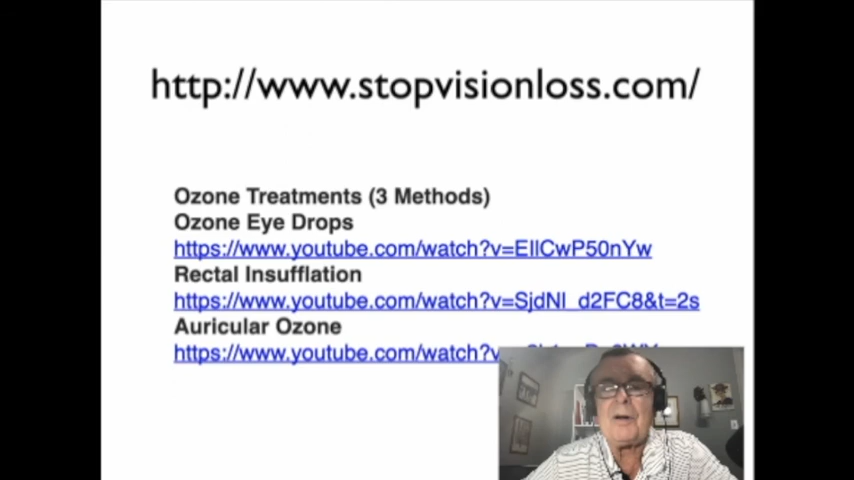 http://www.stopvisionloss.com/
Ozone Treatments (3 Methods)
Ozone Eye Drops
https://www.youtube.com/watch?v=EIlCwP50nYw
Rectal Insufflation
https://www.youtube.com/watch?v=SjdNl_d2FC8&t=2s
Auricular Ozone
https://www.youtube.com/watch?v